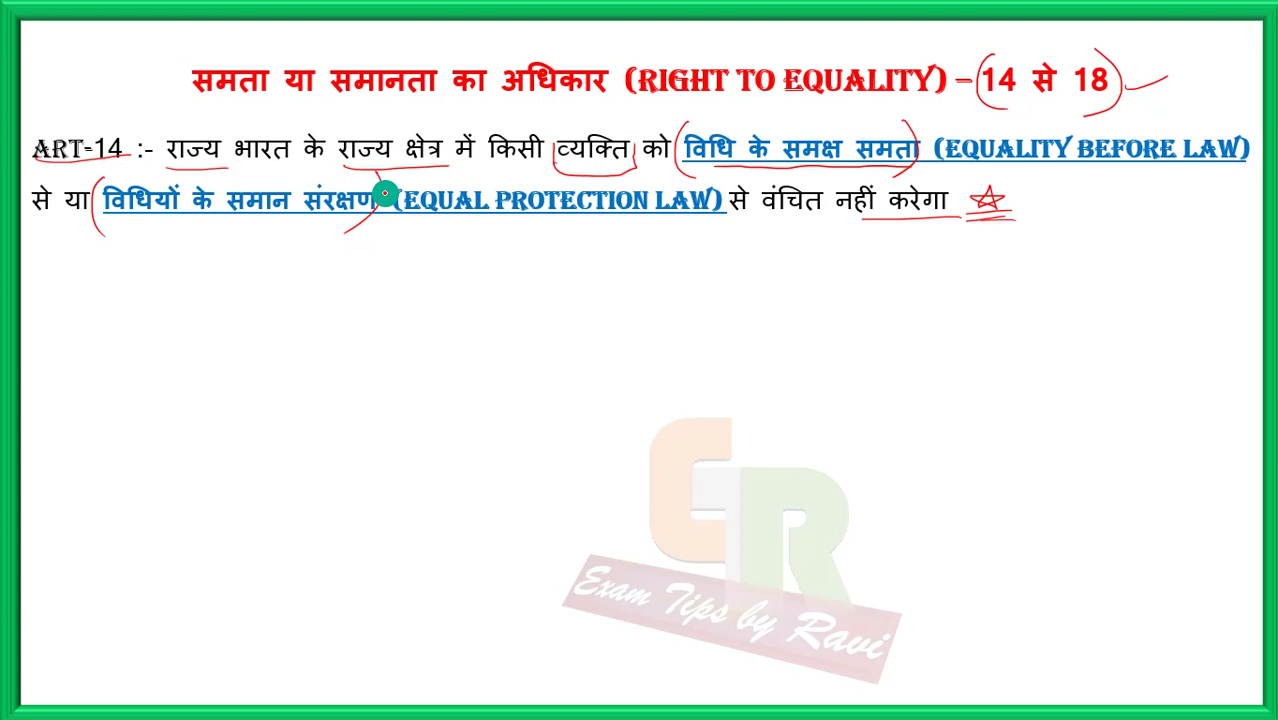 समता या समानता का अधिकार (RIGHT TO EQUALITY) – 14 से 18
ART-14 :- राज्य भारत के राज्य क्षेत्र में किसी व्यक्ति को विधि के समक्ष समता (EQUALITY BEFORE LAW)
से या विधियों के समान संरक्षण (EQUAL PROTECTION LAW) से वंचित नहीं करेगा
ER
Exam Tips by Ravi